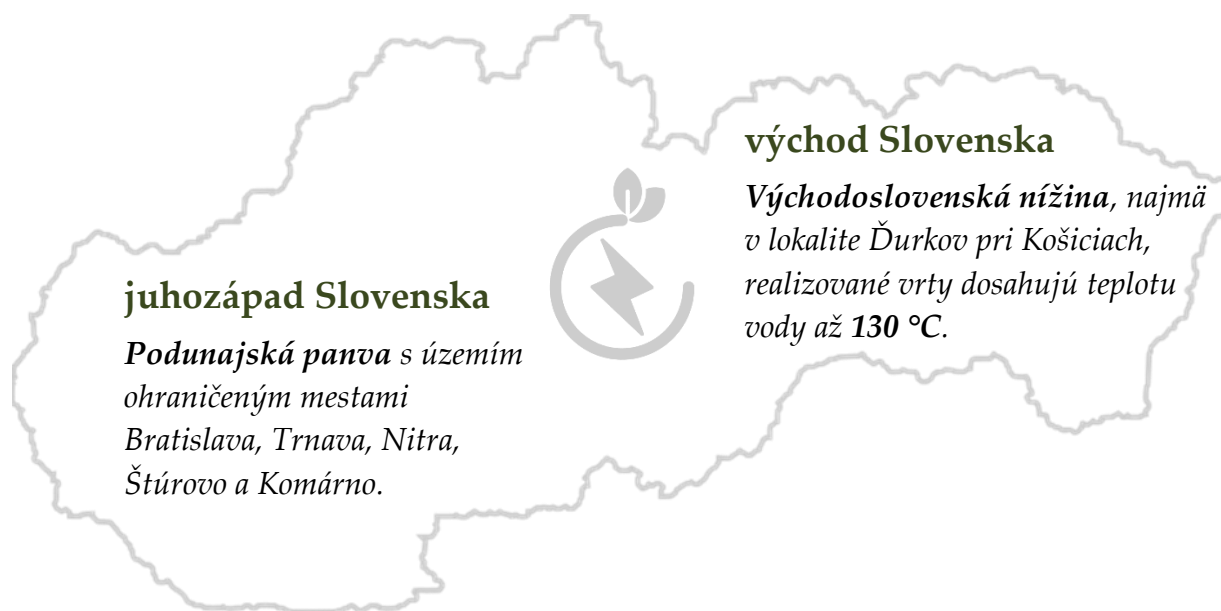 juhozápad Slovenska
Podunajská panva s územím
ohraničeným mestami
Bratislava, Trnava, Nitra,
Štúrovo a Komárno.
východ Slovenska
Východoslovenská nížina, najmä
v lokalite Ďurkov pri Košiciach,
realizované vrty dosahujú teplotu
vody až 130 °C.